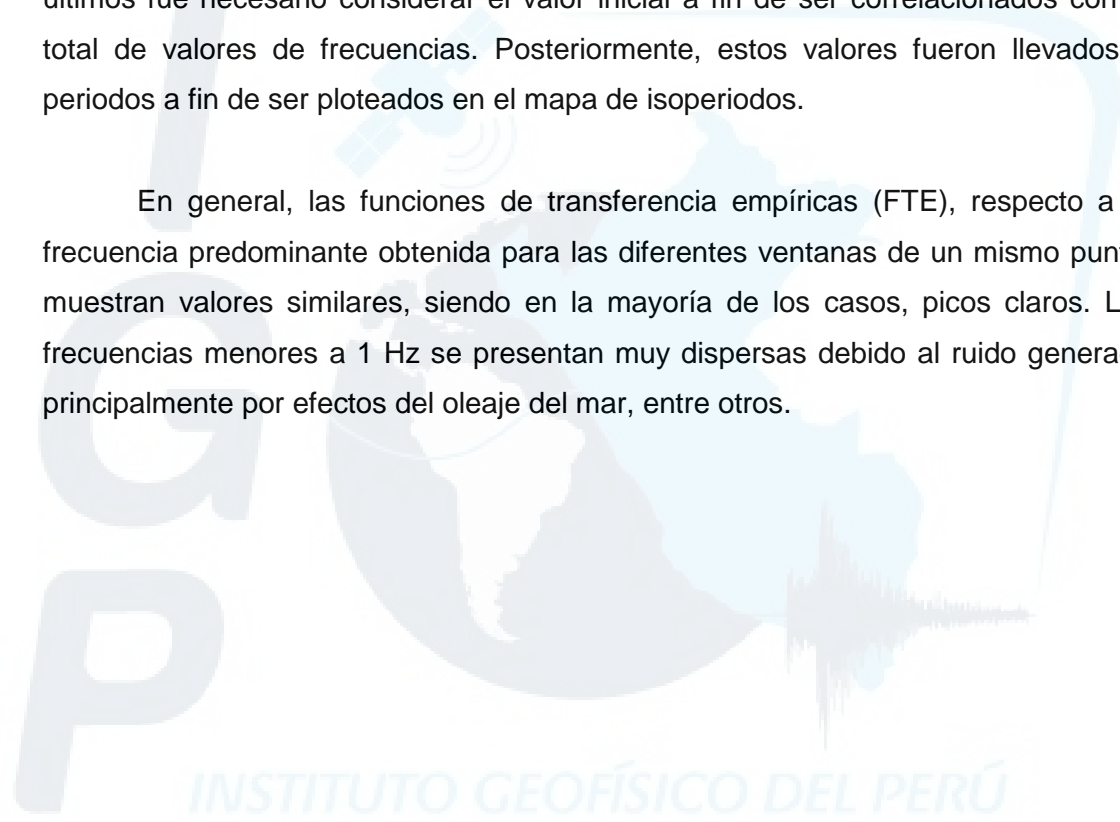 últimos fue necesario considerar el valor inicial a fin de ser correlacionados con
total de valores de frecuencias. Posteriormente, estos valores fueron llevados
periodos a fin de ser ploteados en el mapa de isoperiodos.
En general, las funciones de transferencia empíricas (FTE), respecto a
frecuencia predominante obtenida para las diferentes ventanas de un mismo
muestran valores similares, siendo en la mayoría de los casos, picos claros.
frecuencias menores a 1 Hz se presentan muy dispersas debido al ruido
principalmente por efectos del oleaje del mar, entre otros.
IGP
INSTITUTO GEOFÍSICO DEL PERÚ